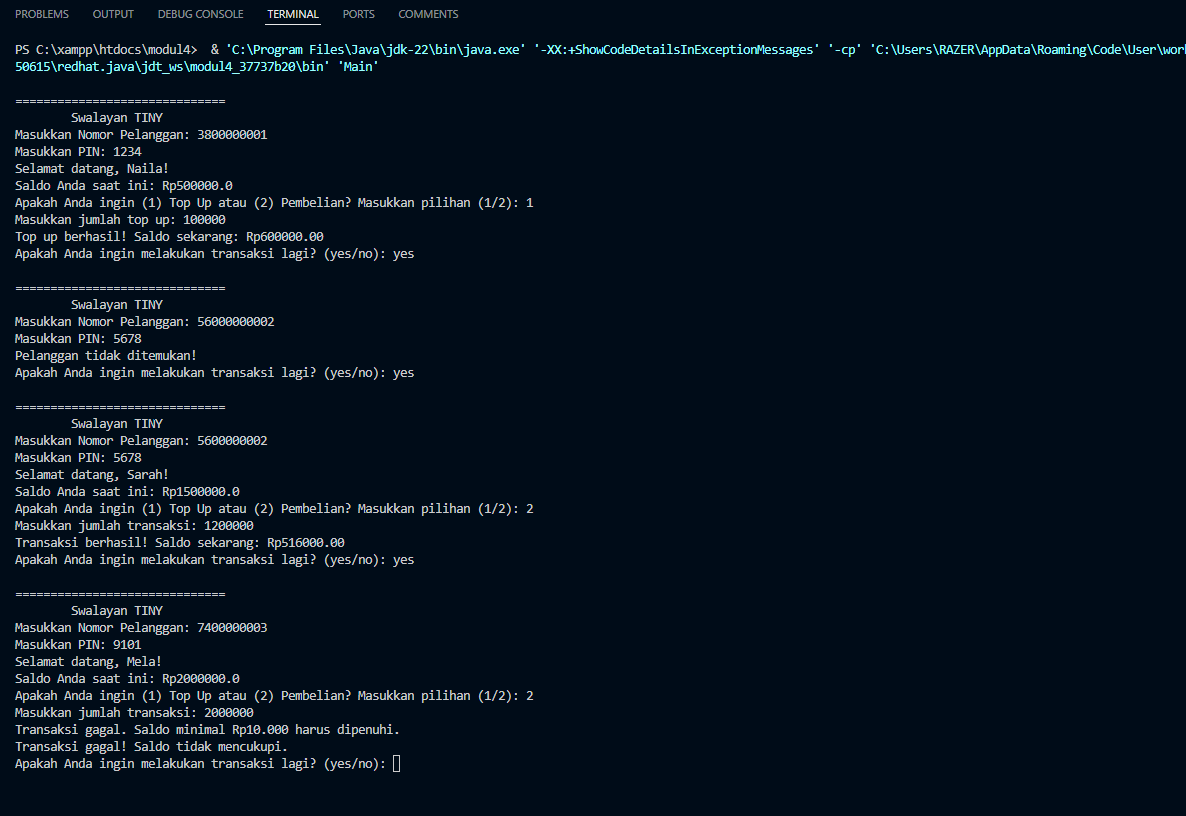 PROBLEMS OUTPUT DEBUG CONSOLE TERMINAL PORTS COMMENTS
PS C:\xampp\htdocs\modul4>  & 'C:\Program Files\Java\jdk-22\bin\java.exe' '-XX:+ShowCodeDetailsInExceptionMessages' '-cp' 'C:\Users\RAZER\AppData\Roaming\Code\User\wor
50615\redhat.java\jdt_ws\modul4_37737b20\bin' 'Main'
==============================
        Swalayan TINY
Masukkan Nomor Pelanggan: 3800000001
Masukkan PIN: 1234
Selamat datang, Naila!
Saldo Anda saat ini: Rp500000.0
Apakah Anda ingin (1) Top Up atau (2) Pembelian? Masukkan pilihan (1/2): 1
Masukkan jumlah top up: 100000
Top up berhasil! Saldo sekarang: Rp600000.00
Apakah Anda ingin melakukan transaksi lagi? (yes/no): yes
==============================
        Swalayan TINY
Masukkan Nomor Pelanggan: 56000000002
Masukkan PIN: 5678
Pelanggan tidak ditemukan!
Apakah Anda ingin melakukan transaksi lagi? (yes/no): yes
==============================
        Swalayan TINY
Masukkan Nomor Pelanggan: 5600000002
Masukkan PIN: 5678
Selamat datang, Sarah!
Saldo Anda saat ini: Rp1500000.0
Apakah Anda ingin (1) Top Up atau (2) Pembelian? Masukkan pilihan (1/2): 2
Masukkan jumlah transaksi: 1200000
Transaksi berhasil! Saldo sekarang: Rp516000.00
Apakah Anda ingin melakukan transaksi lagi? (yes/no): yes
==============================
        Swalayan TINY
Masukkan Nomor Pelanggan: 7400000003
Masukkan PIN: 9101
Selamat datang, Mela!
Saldo Anda saat ini: Rp2000000.0
Apakah Anda ingin (1) Top Up atau (2) Pembelian? Masukkan pilihan (1/2): 2
Masukkan jumlah transaksi: 2000000
Transaksi gagal. Saldo minimal Rp10.000 harus dipenuhi.
Transaksi gagal! Saldo tidak mencukupi.
Apakah Anda ingin melakukan transaksi lagi? (yes/no):